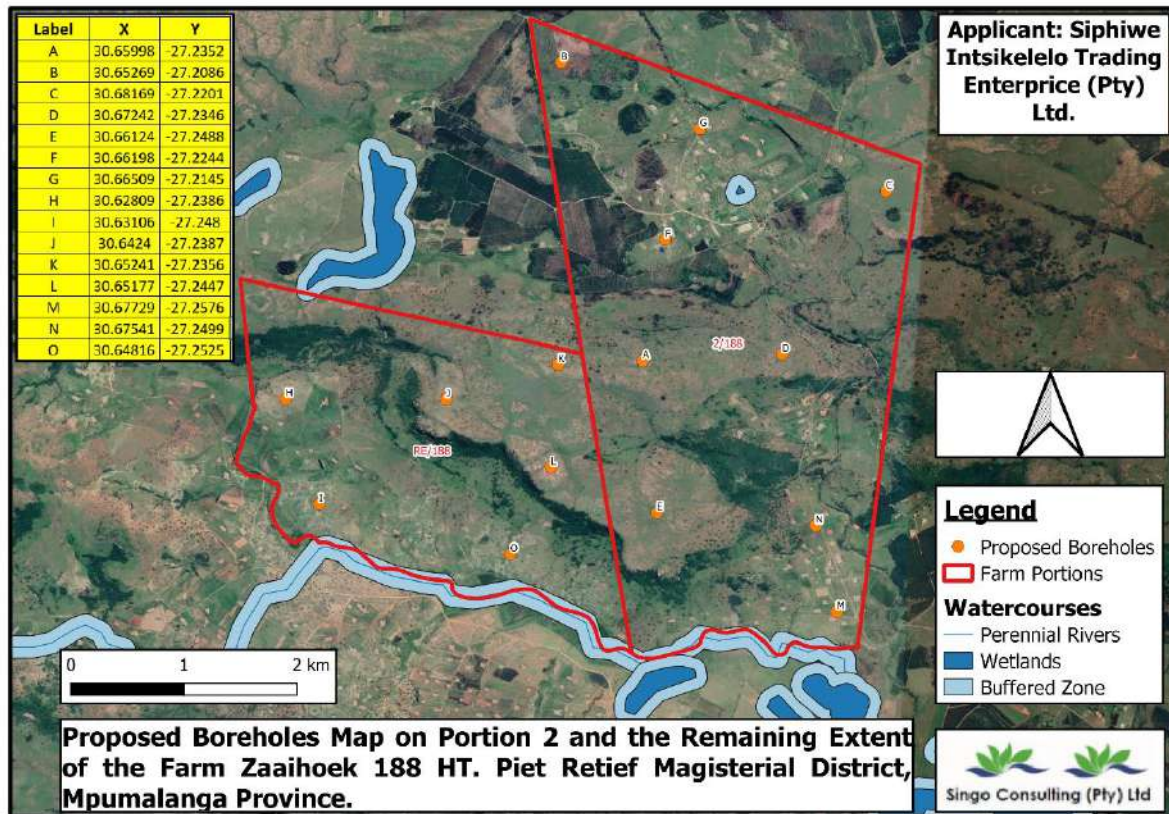 Label X Y
A 30.65998 -27.2352
B 30.65269 -27.2086
C 30.68169 -27.2201
D 30.67242 -27.2346
E 30.66124 -27.2488
F 30.66198 -27.2244
G 30.66509 -27.2145
H 30.62809 -27.2386
I 30.63106 -27.248
J 30.6424 -27.2387
K 30.65241 -27.2356
L 30.65177 -27.2447
M 30.67729 -27.2576
N 30.67541 -27.2499
O 30.64816 -27.2525
Applicant: Siphiwe
Intsikelelo Trading
Enterprice (Pty)
Ltd.
B
G
C
F
2/188
D
A
K
H
J
RE/188
L
I
E
N
O
M
Legend
Proposed Boreholes
Farm Portions
Watercourses
Perennial Rivers
Wetlands
Buffered Zone
0 1 2 km
Proposed Boreholes Map on Portion 2 and the Remaining Extent
of the Farm Zaaihoek 188 HT. Piet Retief Magisterial District,
Mpumalanga Province.
Singo Consulting (Pty) Ltd